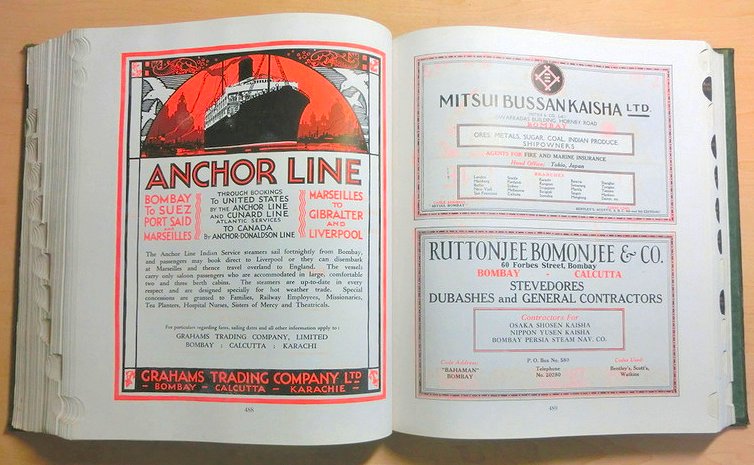 ANCHOR LINE
BOMBAY
TO SUEZ
PORT SAID
AND
MARSEILLES
THROUGH BOOKINGS
TO UNITED STATES
BY THE ANCHOR LINE
AND CUNARD LINE
ATLANTIC SERVICES
TO CANADA
BY ANCHOR-DONALDSON LINE
MARSEILLES
TO
GIBRALTER
AND
LIVERPOOL
The Anchor Line Indian Service steamers sail fortnightly from Bombay,
and passengers may book direct to Liverpool or they can disembark
at Marseilles and thence travel overland to England. The vessels
carry only saloon passengers who are accommodated in large, comfortable
two and three berth cabins. The steamers are up-to-date in every
respect and are designed specially for hot weather trade. Special
concessions are granted to Families, Railway Employees, Missionaries,
Tea Planters, Hospital Nurses, Sisters of Mercy and Theatricals.
For particulars regarding fares, sailing dates and all other information apply to :
GRAHAMS TRADING COMPANY, LIMITED
BOMBAY : CALCUTTA : KARACHI
GRAHAMS TRADING COMPANY LTD
BOMBAY - CALCUTTA - KARACHIE
488
MITSUI BUSSAN KAISHA LTD.
BUILDING, HORNBY ROAD
BOMBAY
ORES, METALS, SUGAR, COAL, INDIAN PRODUCE
SHIPOWNERS
AGENTS FOR FIRE AND MARINE INSURANCE
Head Office: Tokio, Japan
BRANCHES
RUTTONJEE BOMONJEE & CO.
60 Forbes Street, Bombay
BOMBAY - CALCUTTA
STEVEDORES
DUBASHES and GENERAL CONTRACTORS
Contractors For
OSAKA SHOSEN KAISHA
NIPPON YUSEN KAISHA
BOMBAY PERSIA STEAM NAV. CO.
Code Address:
"BAHAMAN"
BOMBAY
P. O. Box No. 580
Telephone
No. 20280
Codes Used:
Bentley's, Scott's,
Watkins
489